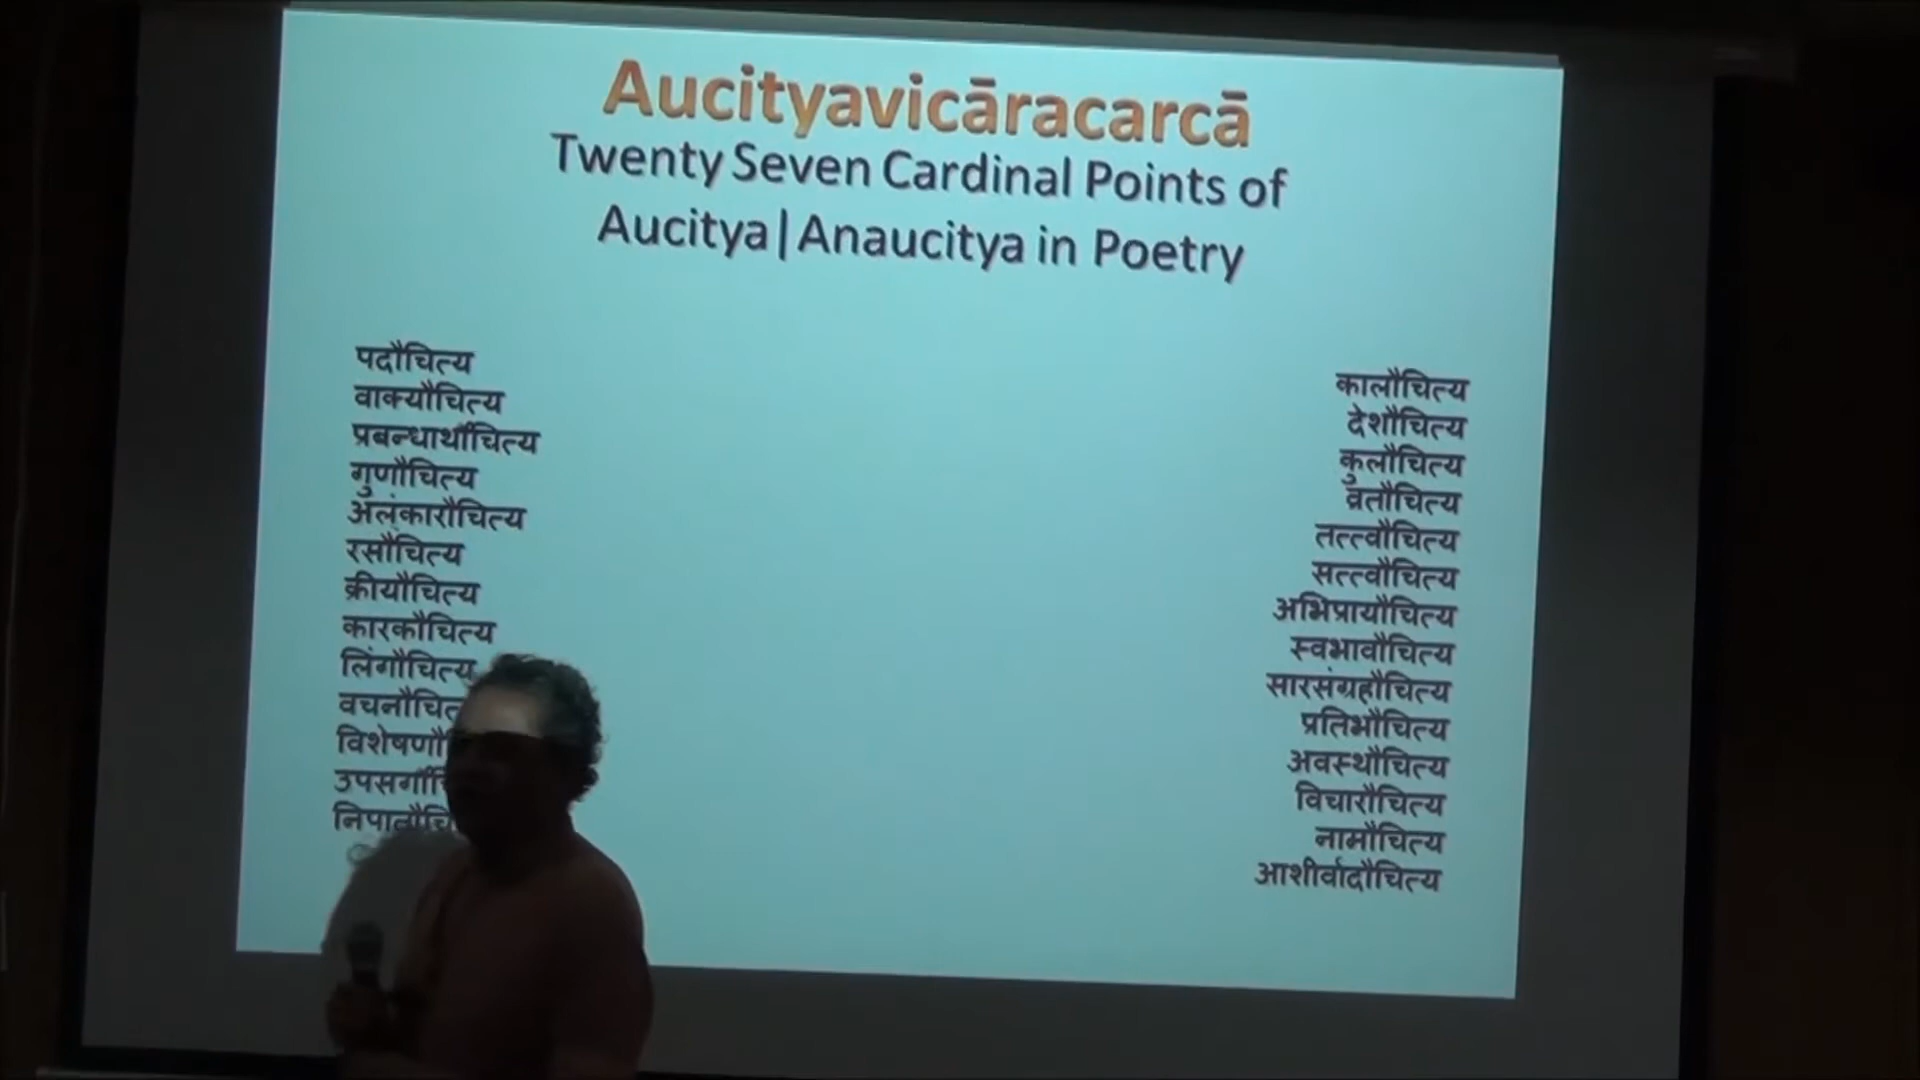 Aucityavicāracarcā
Twenty Seven Cardinal Points of
Aucitya|Anaucitya in Poetry
पदौचित्य
वाक्यौचित्य
प्रबन्धार्थौचित्य
गुणौचित्य
अलंकारौचित्य
रसौचित्य
क्रीयौचित्य
कारकौचित्य
लिंगौचित्य
कालौचित्य
देशौचित्य
कुलौचित्य
व्रतौचित्य
तत्त्वौचित्य
सत्त्वौचित्य
अभिप्रायौचित्य
स्वभावौचित्य
सारसंग्रहौचित्य
प्रतिभौचित्य
अवस्थौचित्य
विचारौचित्य
नामौचित्य
आशीर्वादौचित्य